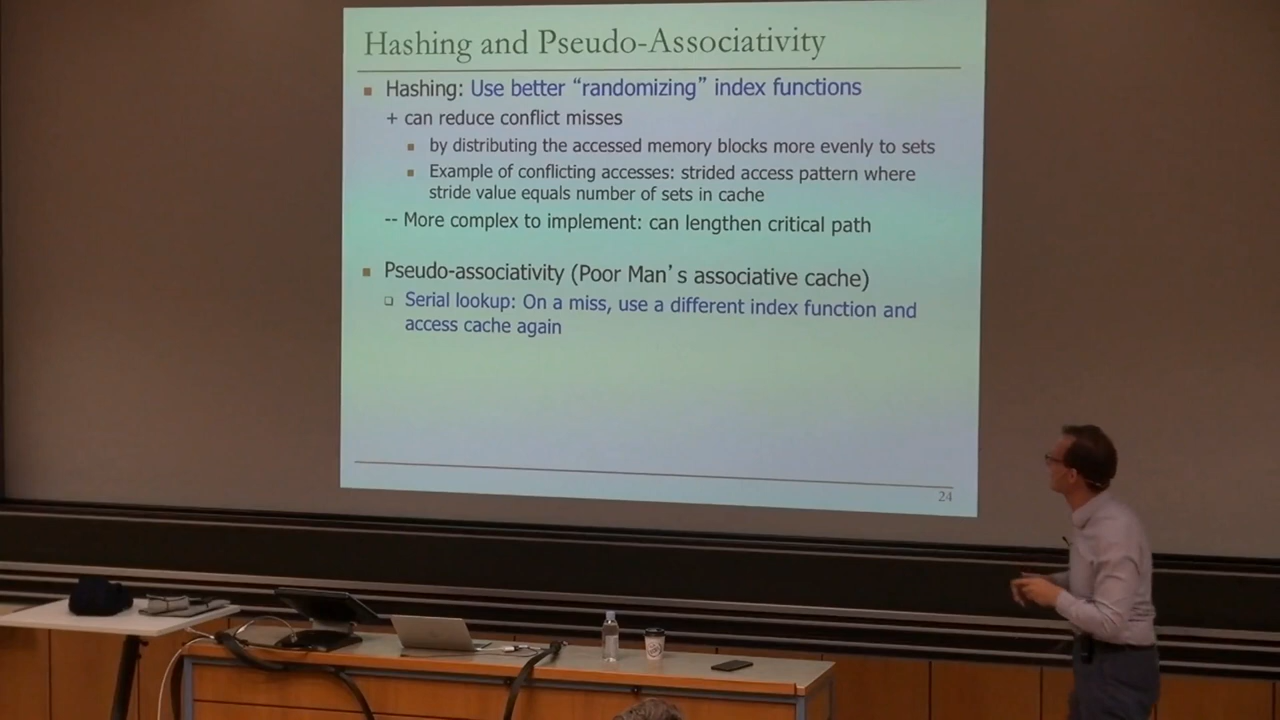 Hashing and Pseudo-Associativity
Hashing: Use better “randomizing” index functions
+ can reduce conflict misses
by distributing the accessed memory blocks more evenly to sets
Example of conflicting accesses: strided access pattern where
stride value equals number of sets in cache
-- More complex to implement: can lengthen critical path
Pseudo-associativity (Poor Man’s associative cache)
Serial lookup: On a miss, use a different index function and
access cache again
24